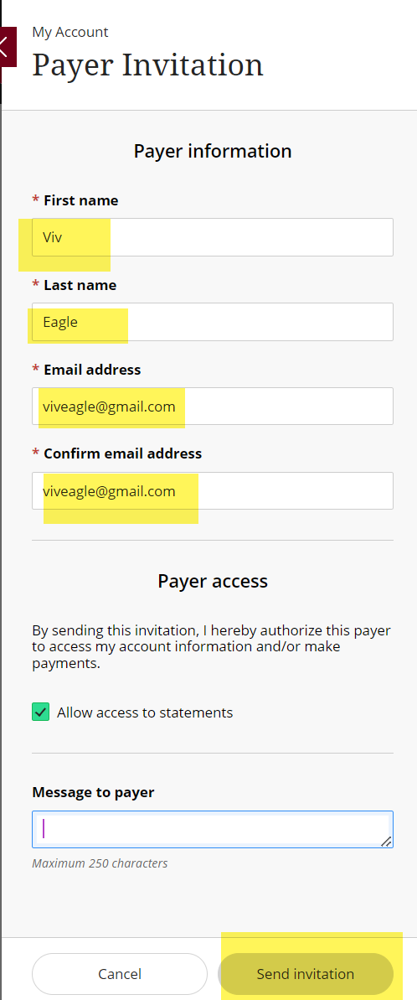 My Account
Payer Invitation
Payer information
* First name
Viv
* Last name
Eagle
* Email address
viveagle@gmail.com
* Confirm email address
viveagle@gmail.com
Payer access
By sending this invitation, I hereby authorize this payer
to access my account information and/or make
payments.
Allow access to statements
Message to payer
Maximum 250 characters
Cancel
Send invitation